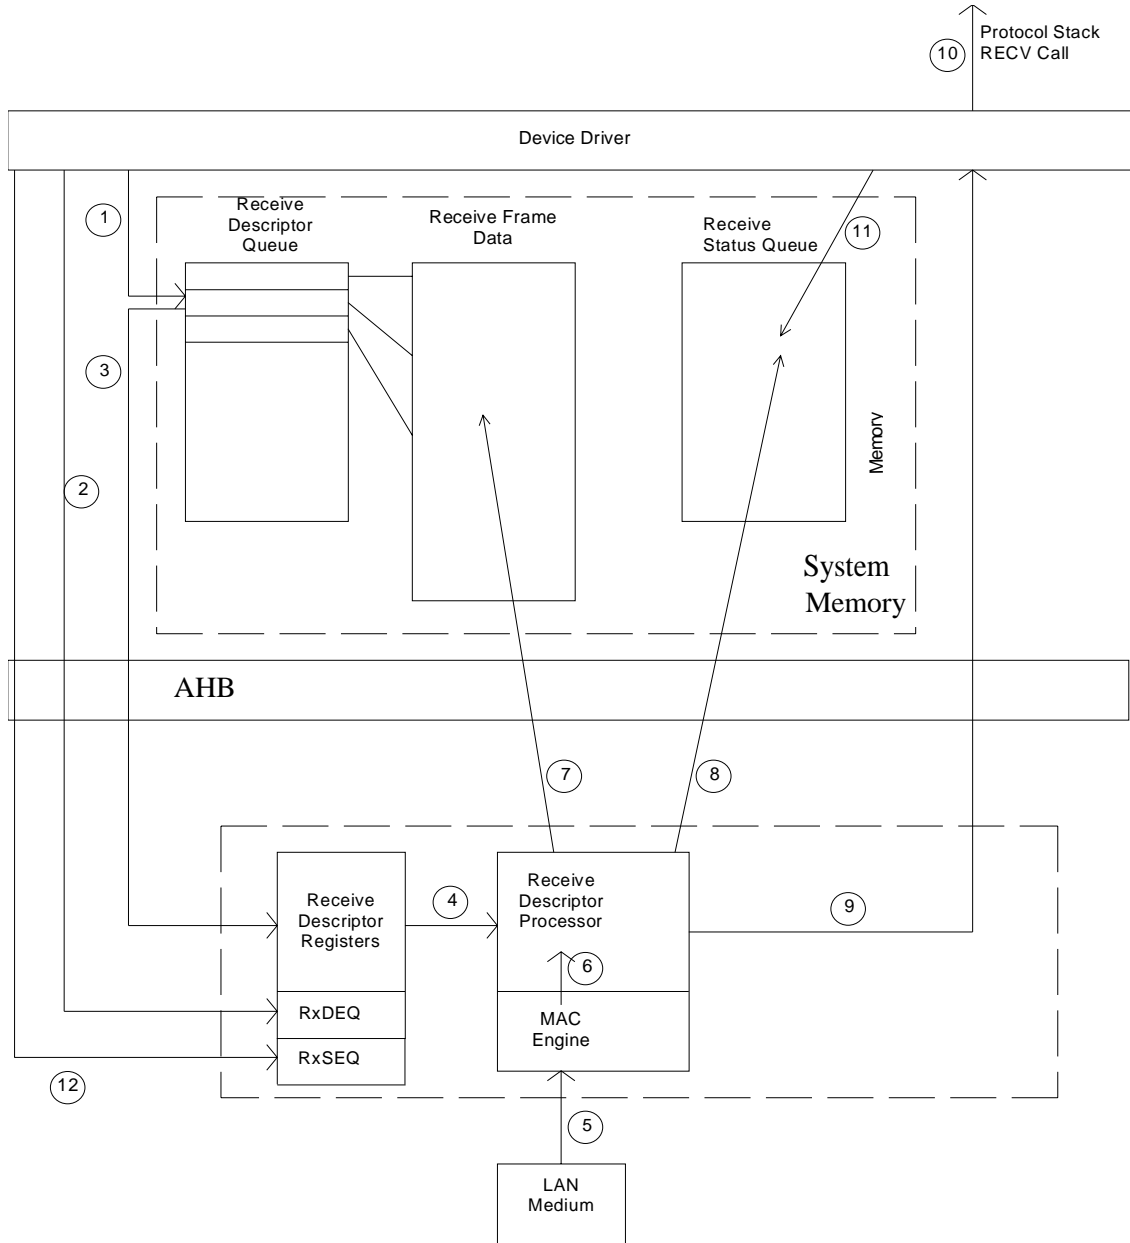 Protocol Stack
RECV Call
10
Device Driver
1
Receive
Descriptor
Queue
Receive Frame
Data
Receive
Status Queue
11
3
2
Memory
System
Memory
AHB
7
8
Receive
Descriptor
Registers
4
Receive
Descriptor
Processor
9
6
RxDEQ
MAC
Engine
RxSEQ
12
5
LAN
Medium